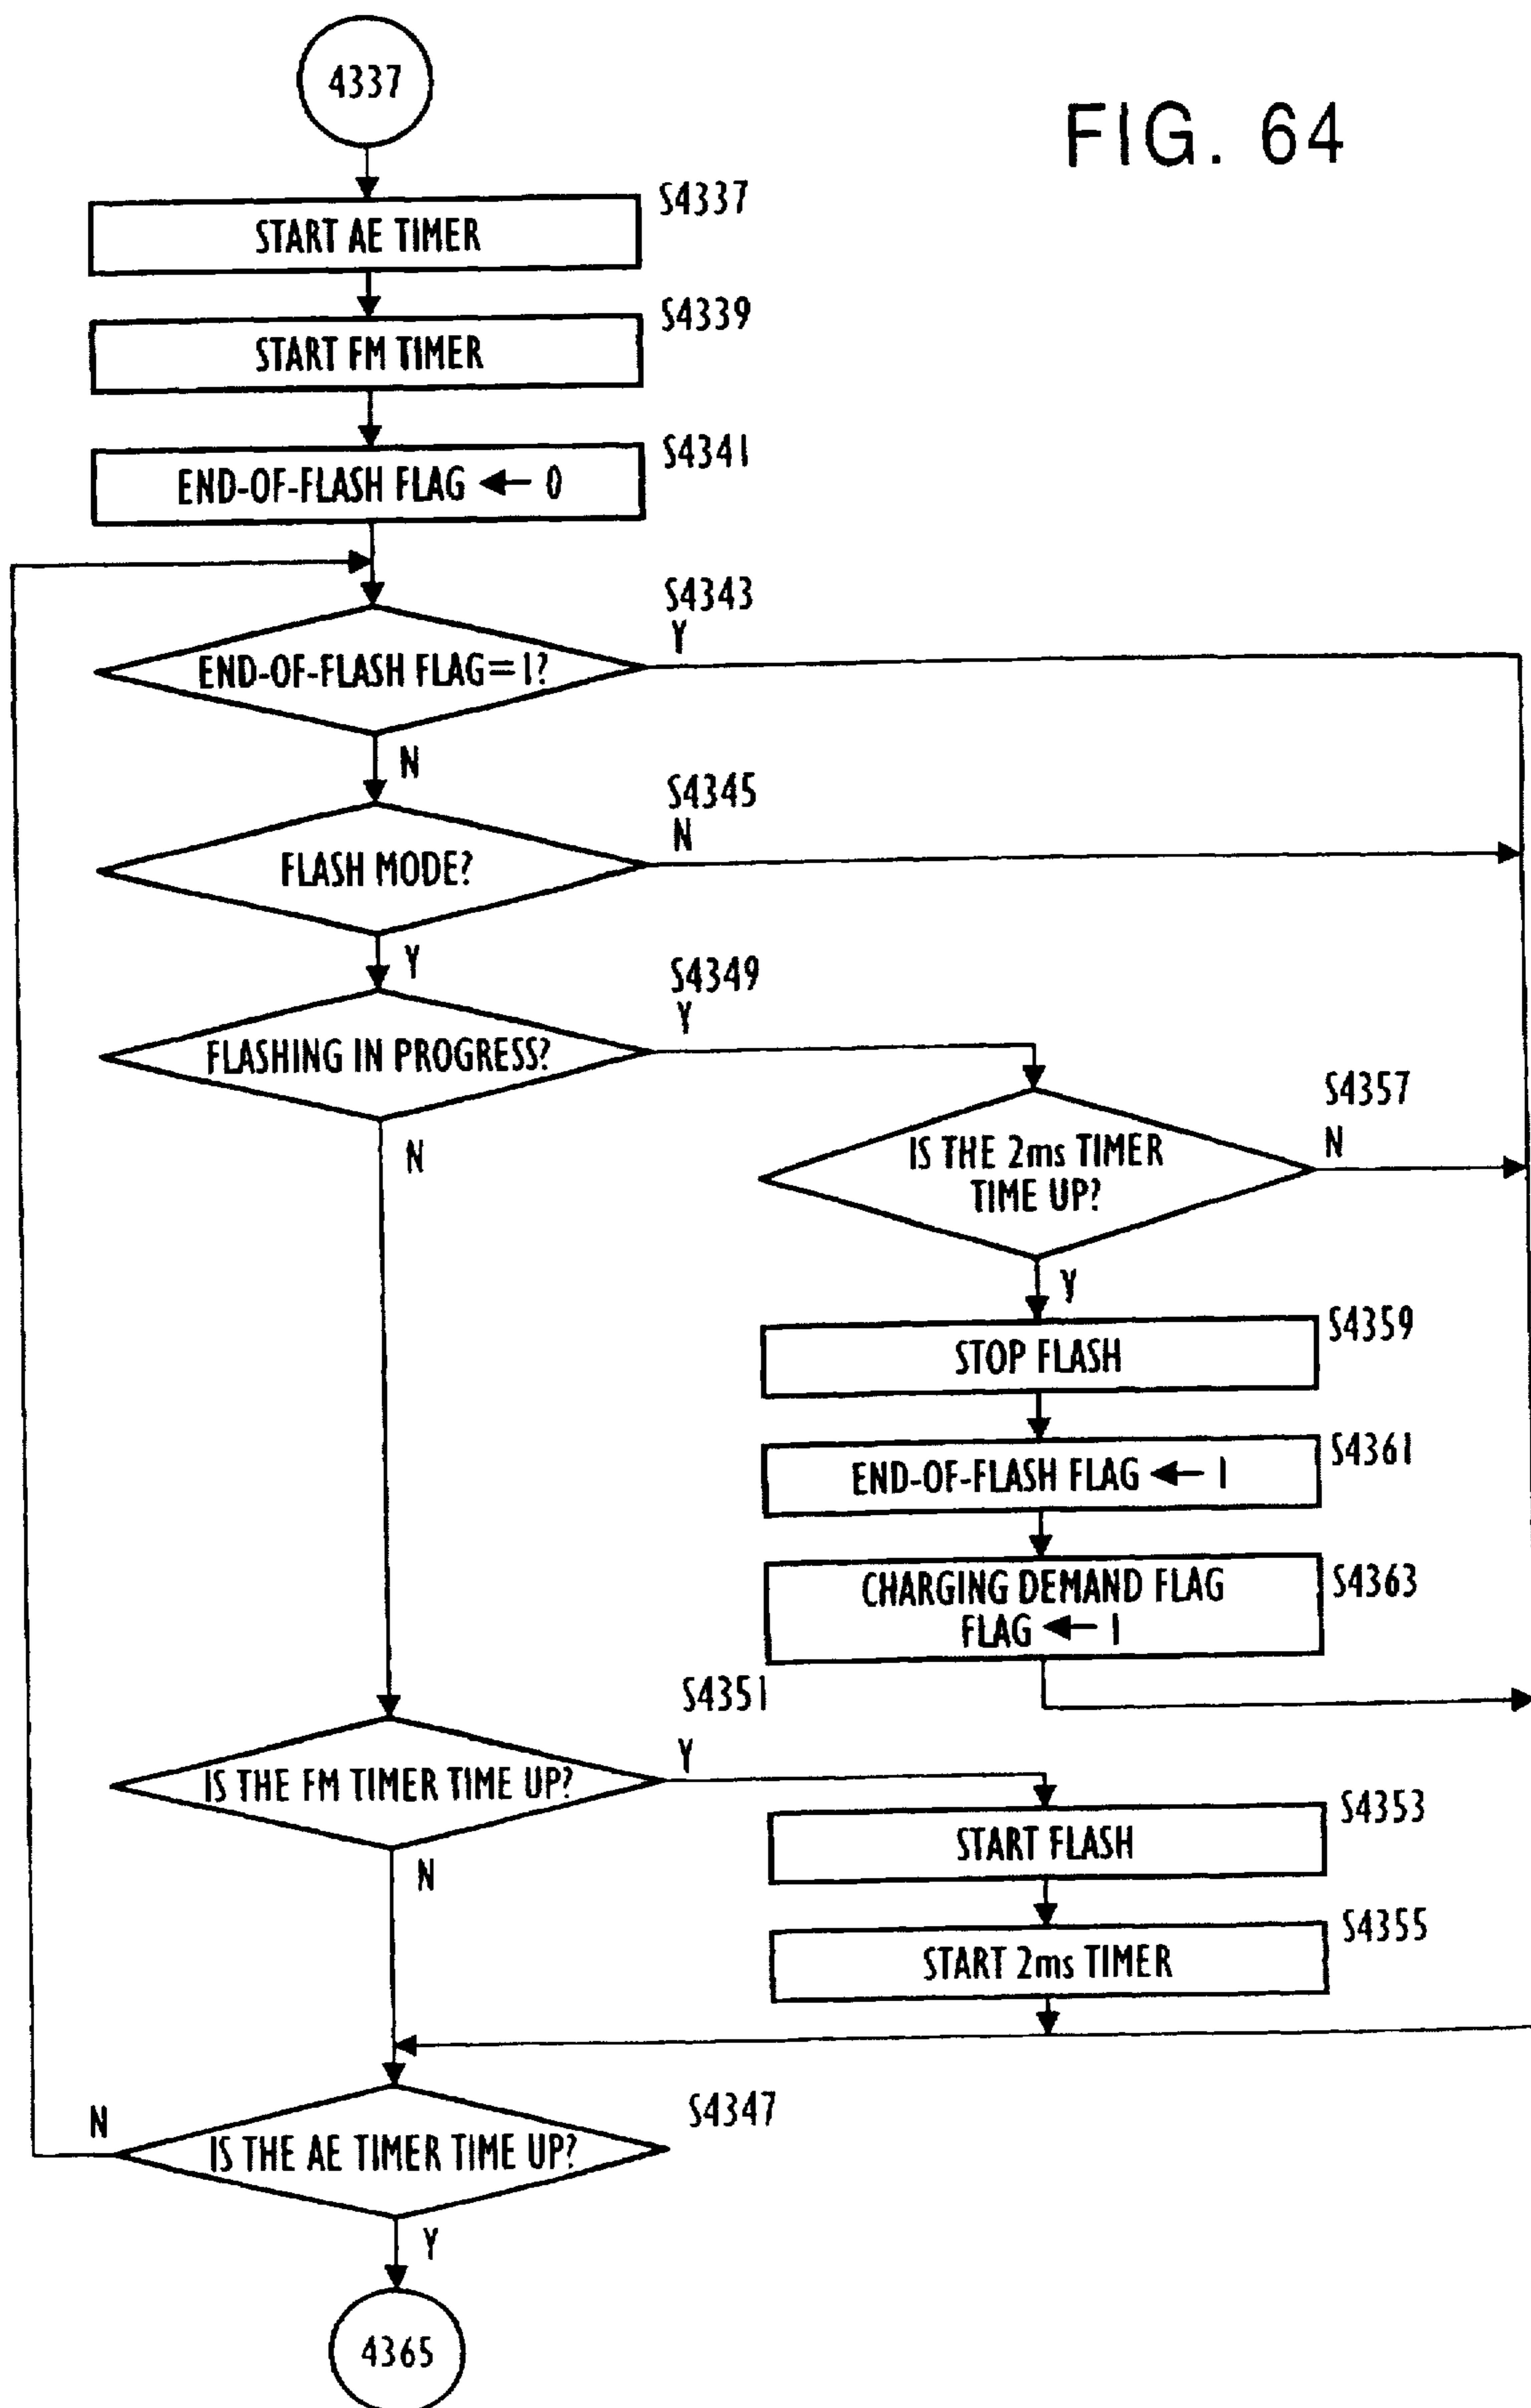 4337
FIG. 64
S4337
START AE TIMER
S4339
START FM TIMER
S4341
END-OF-FLASH FLAG ← 0
S4343
Y
END-OF-FLASH FLAG=1?
N
S4345
N
FLASH MODE?
Y
S4349
Y
FLASHING IN PROGRESS?
N
S4357
N
IS THE 2ms TIMER
TIME UP?
Y
S4359
STOP FLASH
S4361
END-OF-FLASH FLAG ← 1
S4363
CHARGING DEMAND FLAG
FLAG ← 1
S4351
Y
IS THE FM TIMER TIME UP?
N
S4353
START FLASH
S4355
START 2ms TIMER
S4347
N
IS THE AE TIMER TIME UP?
Y
4365